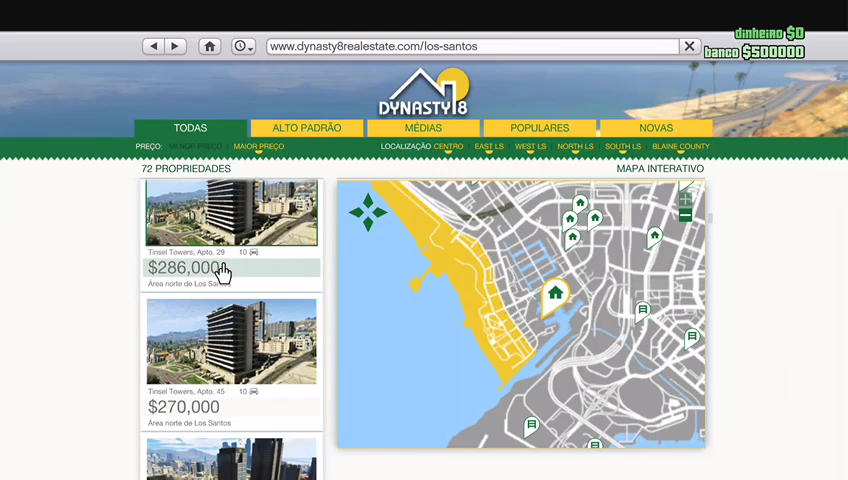 dinheiro $0
www.dynasty8realestate.com/los-santos
banco $500000
DYNASTY8
TODAS
ALTO PADRÃO
MÉDIAS
POPULARES
NOVAS
PREÇO: MENOR PREÇO | MAIOR PREÇO
LOCALIZAÇÃO CENTRO | EAST LS | WEST LS | NORTH LS | SOUTH LS | BLAINE COUNTY
72 PROPRIEDADES
MAPA INTERATIVO
Tinsel Towers, Apto. 29 10
$286,000
Área norte de Los Santos
Tinsel Towers, Apto. 45 10
$270,000
Área norte de Los Santos